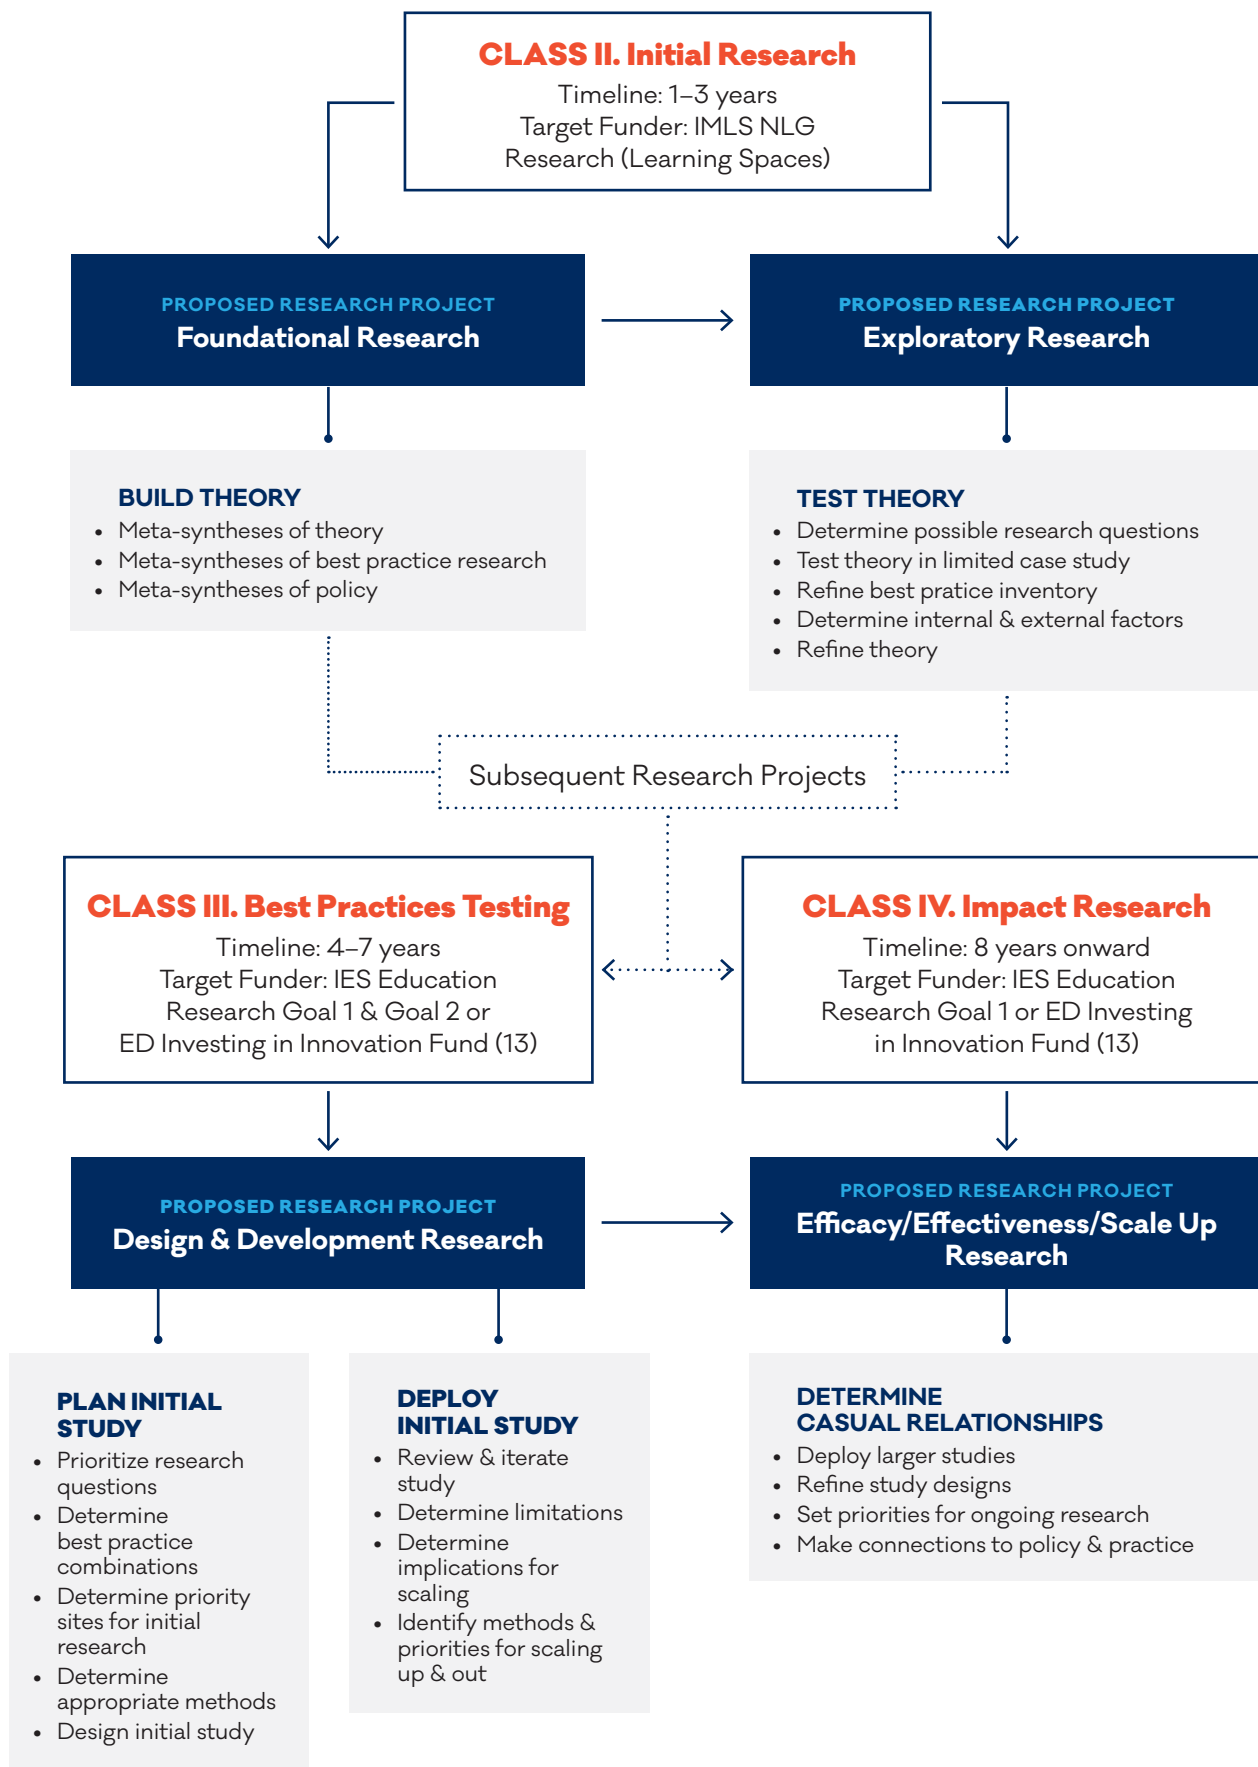 CLASS II. Initial Research
Timeline: 1–3 years
Target Funder: IMLS NLG
Research (Learning Spaces)
PROPOSED RESEARCH PROJECT
Foundational Research
PROPOSED RESEARCH PROJECT
Exploratory Research
BUILD THEORY
• Meta-syntheses of theory
• Meta-syntheses of best practice research
• Meta-syntheses of policy
TEST THEORY
• Determine possible research questions
• Test theory in limited case study
• Refine best pratice inventory
• Determine internal & external factors
• Refine theory
Subsequent Research Projects
CLASS III. Best Practices Testing
Timeline: 4–7 years
Target Funder: IES Education
Research Goal 1 & Goal 2 or
ED Investing in Innovation Fund (13)
CLASS IV. Impact Research
Timeline: 8 years onward
Target Funder: IES Education
Research Goal 1 or ED Investing
in Innovation Fund (13)
PROPOSED RESEARCH PROJECT
Design & Development Research
PROPOSED RESEARCH PROJECT
Efficacy/Effectiveness/Scale Up
Research
PLAN INITIAL
STUDY
• Prioritize research
questions
• Determine
best practice
combinations
• Determine priority
sites for initial
research
• Determine
appropriate methods
• Design initial study
DEPLOY
INITIAL STUDY
• Review & iterate
study
• Determine limitations
• Determine
implications for
scaling
• Identify methods &
priorities for scaling
up & out
DETERMINE
CASUAL RELATIONSHIPS
• Deploy larger studies
• Refine study designs
• Set priorities for ongoing research
• Make connections to policy & practice